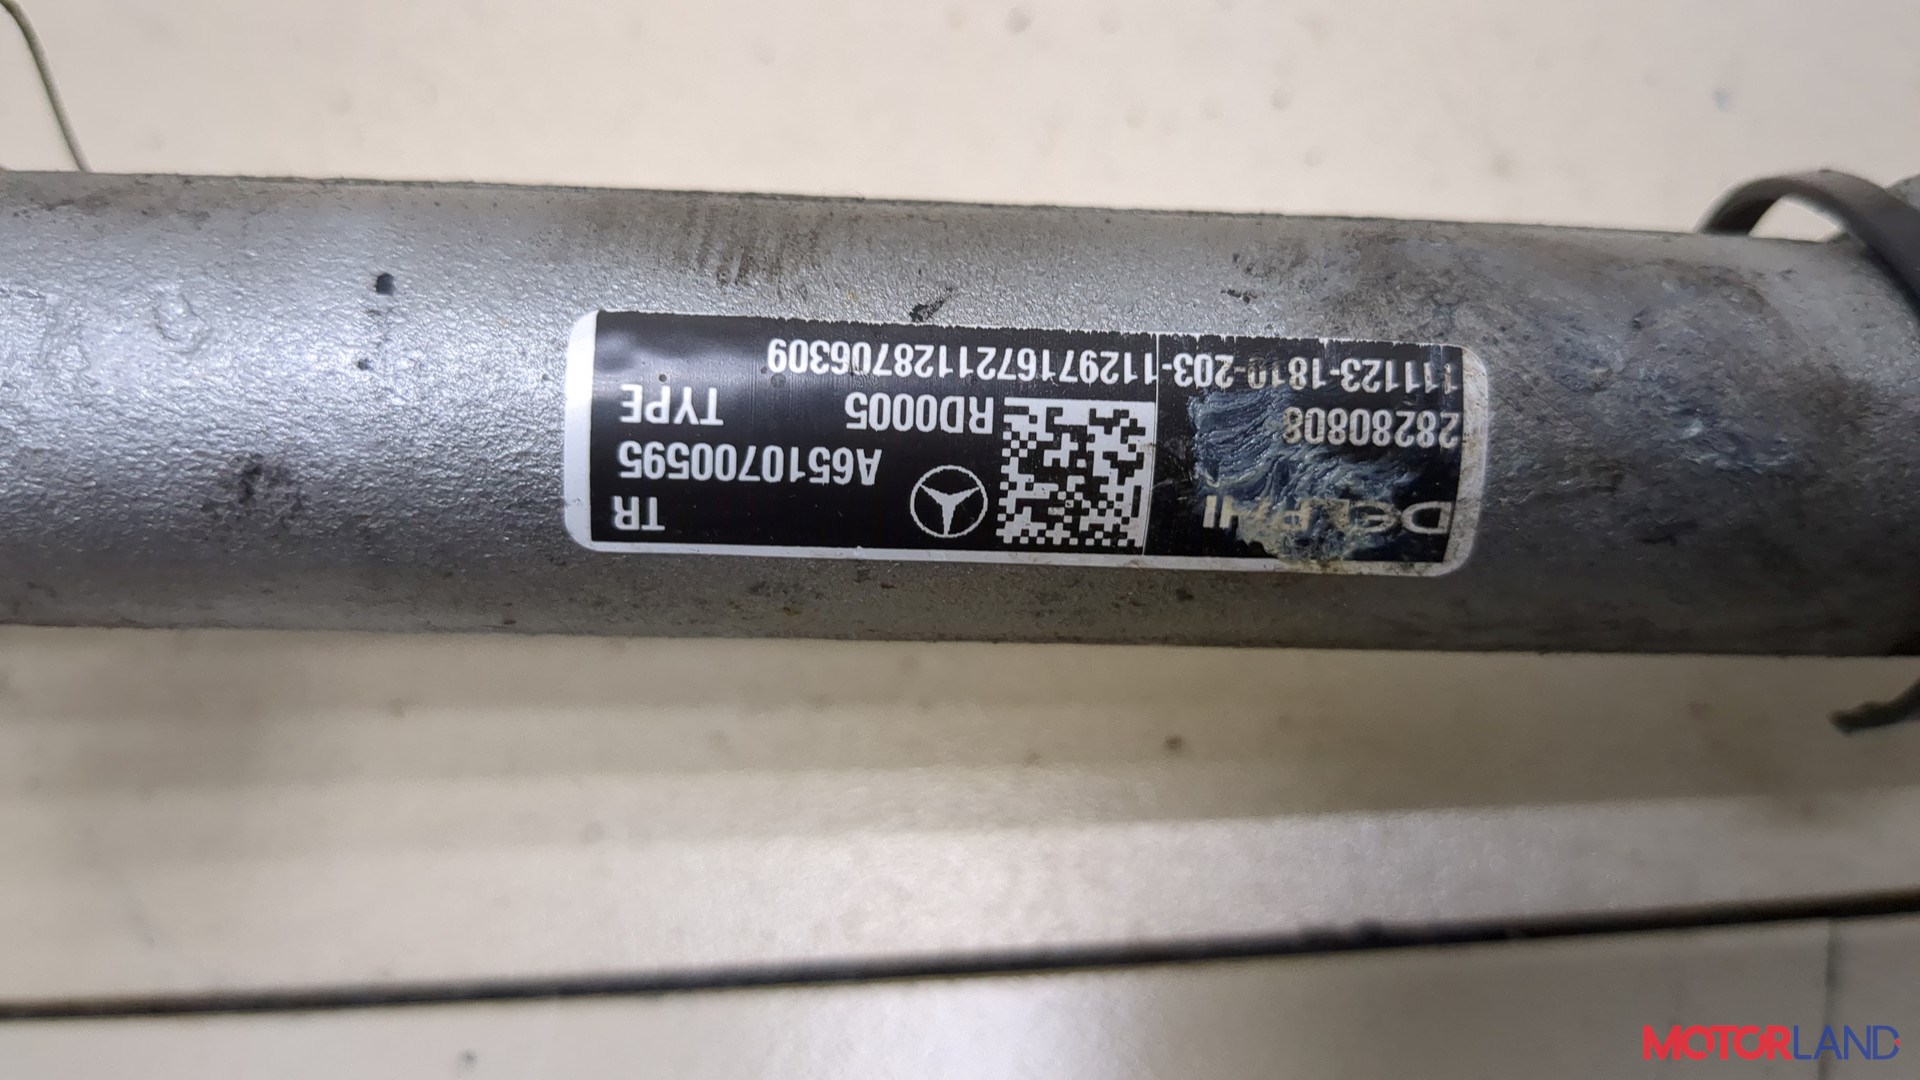 DELPHI
28280808
TR
A6510700595
RD0005 TYPE
111123-1810-203-1129716721128706309
MOTORLAND